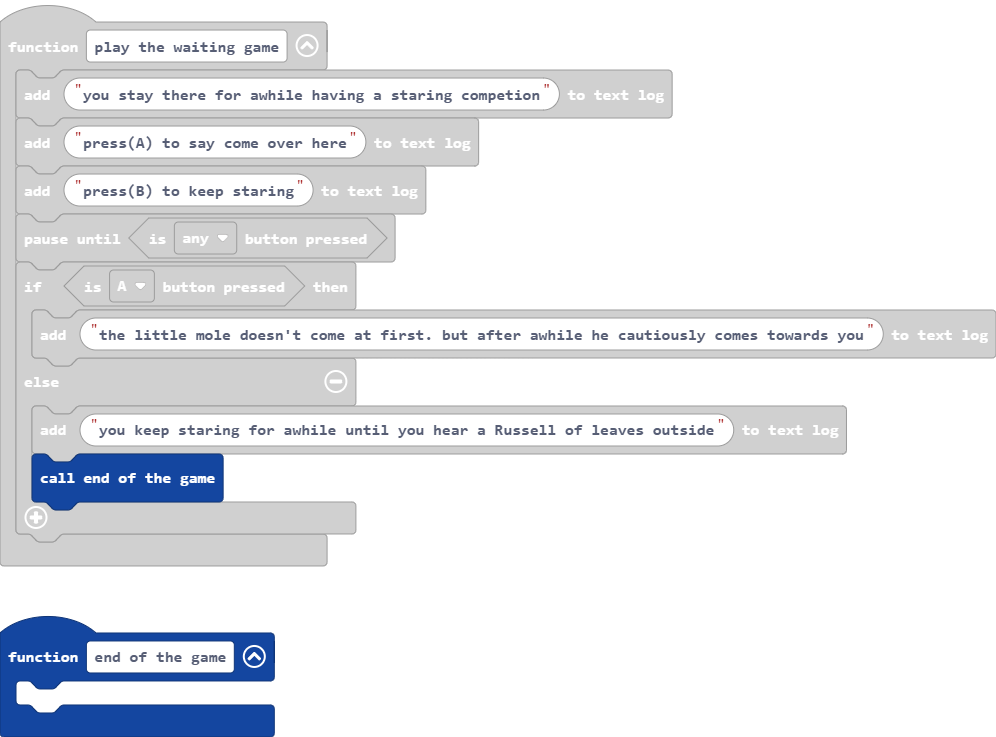 function play the waiting game
add "you stay there for awhile having a staring competion" to text log
add "press(A) to say come over here" to text log
add "press(B) to keep staring" to text log
pause until is any button pressed
if is A button pressed then
add "the little mole doesn't come at first. but after awhile he cautiously comes towards you" to text log
else
add "you keep staring for awhile until you hear a Russell of leaves outside" to text log
call end of the game
function end of the game